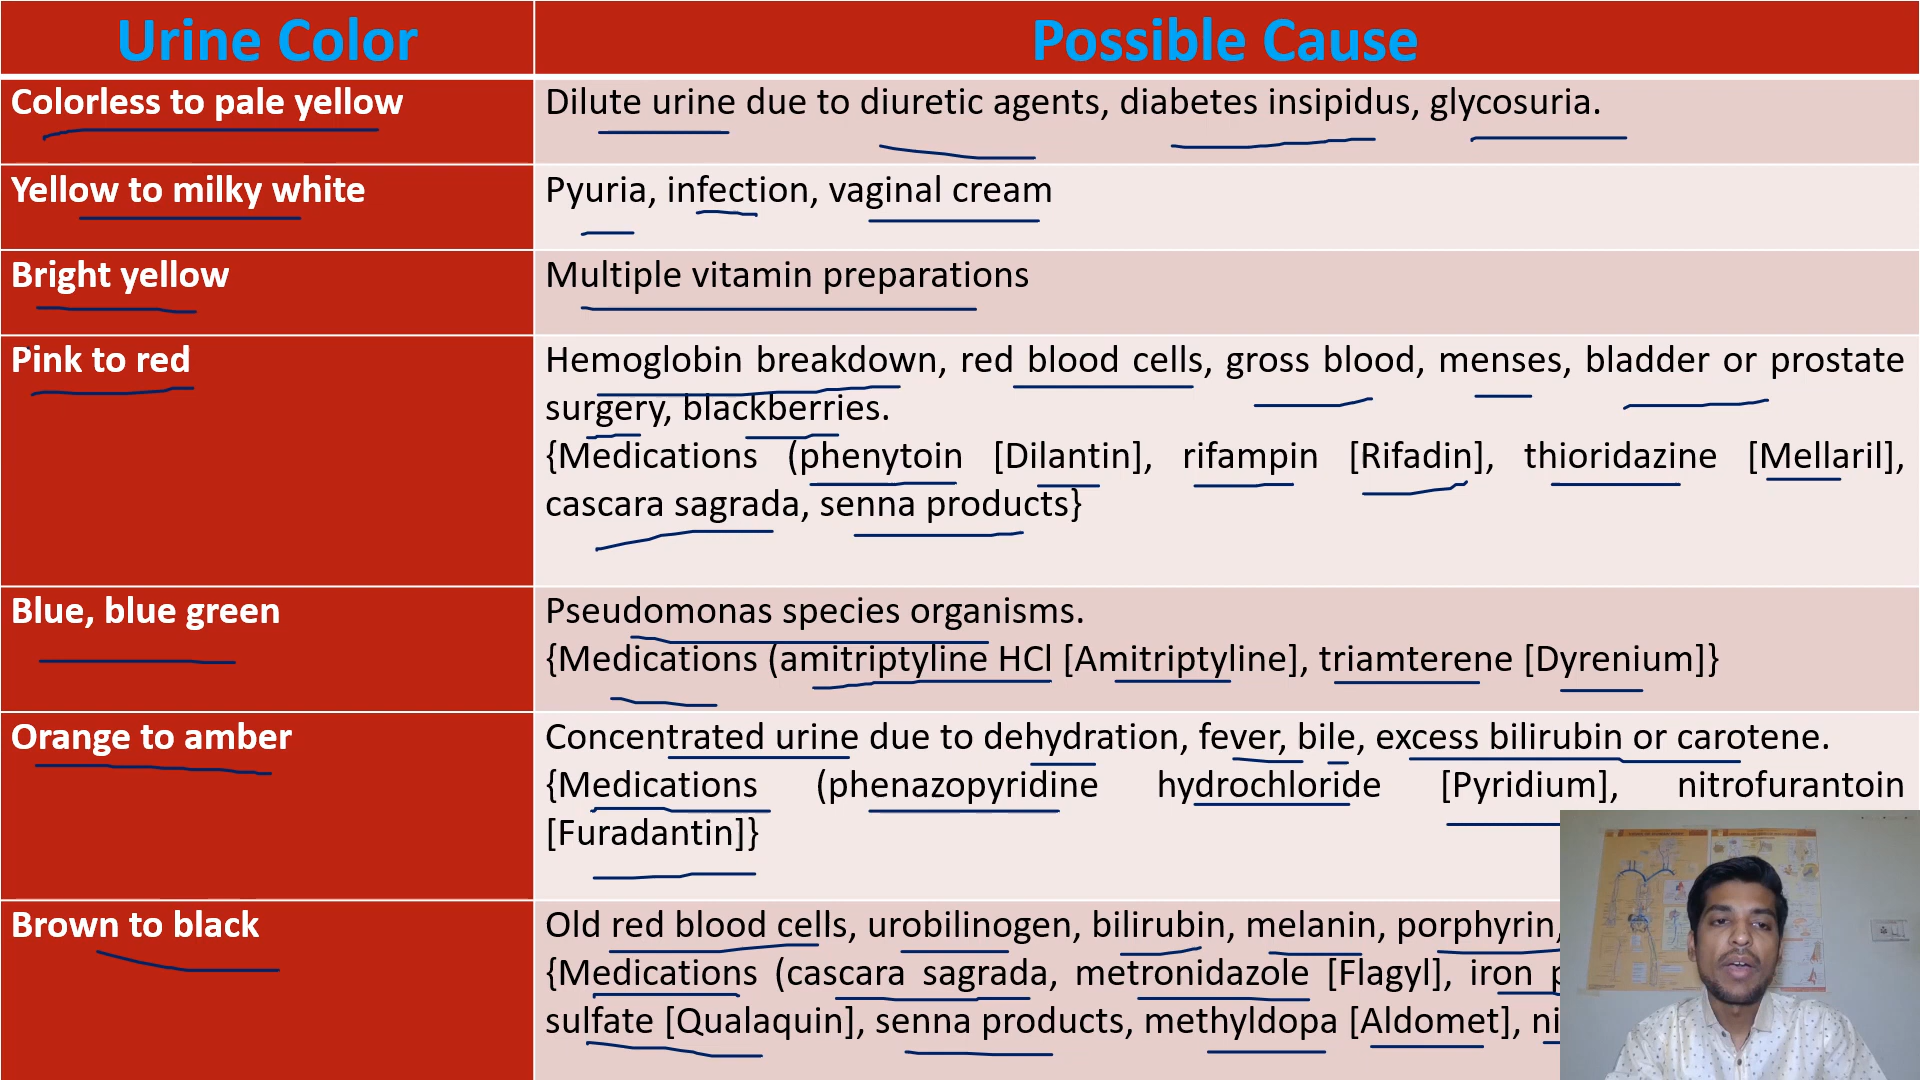 Urine Color Possible Cause
Colorless to pale yellow Dilute urine due to diuretic agents, diabetes insipidus, glycosuria.
Yellow to milky white Pyuria, infection, vaginal cream
Bright yellow Multiple vitamin preparations
Pink to red Hemoglobin breakdown, red blood cells, gross blood, menses, bladder or prostate
surgery, blackberries.
{Medications (phenytoin [Dilantin], rifampin [Rifadin], thioridazine [Mellaril],
cascara sagrada, senna products}
Blue, blue green Pseudomonas species organisms.
{Medications (amitriptyline HCl [Amitriptyline], triamterene [Dyrenium]}
Orange to amber Concentrated urine due to dehydration, fever, bile, excess bilirubin or carotene.
{Medications (phenazopyridine hydrochloride [Pyridium], nitrofurantoin
[Furadantin]}
Brown to black Old red blood cells, urobilinogen, bilirubin, melanin, porphyrin,
{Medications (cascara sagrada, metronidazole [Flagyl], iron
sulfate [Qualaquin], senna products, methyldopa [Aldomet],